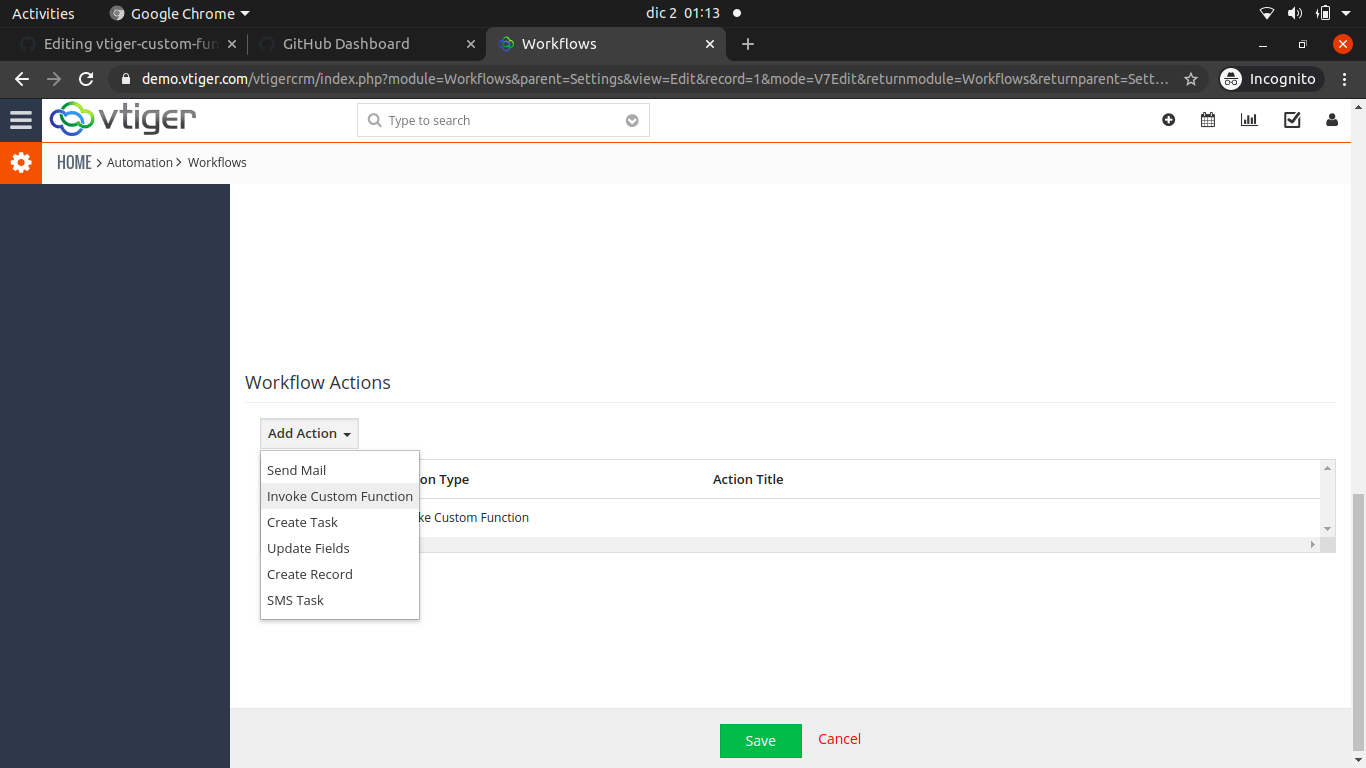 Activities
Google Chrome
dic 2 01:13
Editing vtiger-custom-fun
GitHub Dashboard
Workflows
demo.vtiger.com/vtigercrm/index.php?module=Workflows&parent=Settings&view=Edit&record=1&mode=V7Edit&returnmodule=Workflows&returnparent=Sett…
Incognito
vtiger
Type to search
HOME > Automation > Workflows
Workflow Actions
Add Action
Send Mail
on Type
Action Title
Invoke Custom Function
ke Custom Function
Create Task
Update Fields
Create Record
SMS Task
Save
Cancel